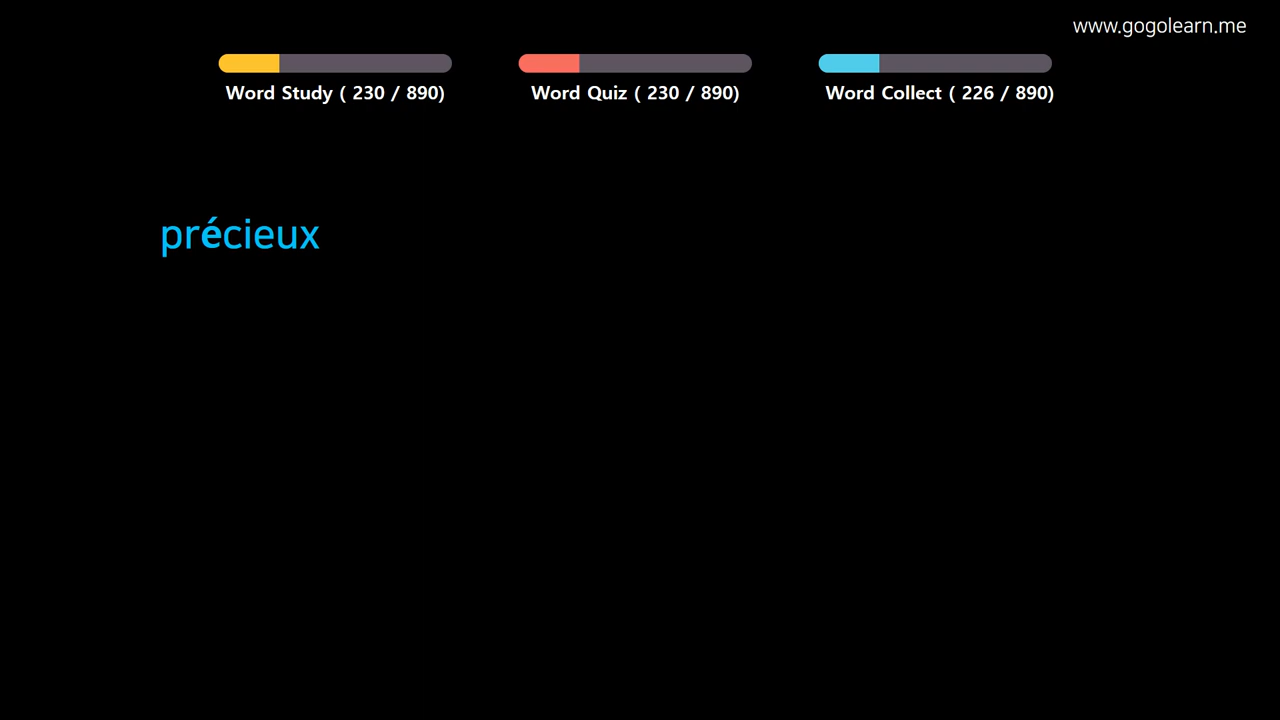 www.gogolearn.me
Word Study ( 230 / 890)
Word Quiz ( 230 / 890)
Word Collect ( 226 / 890)
précieux